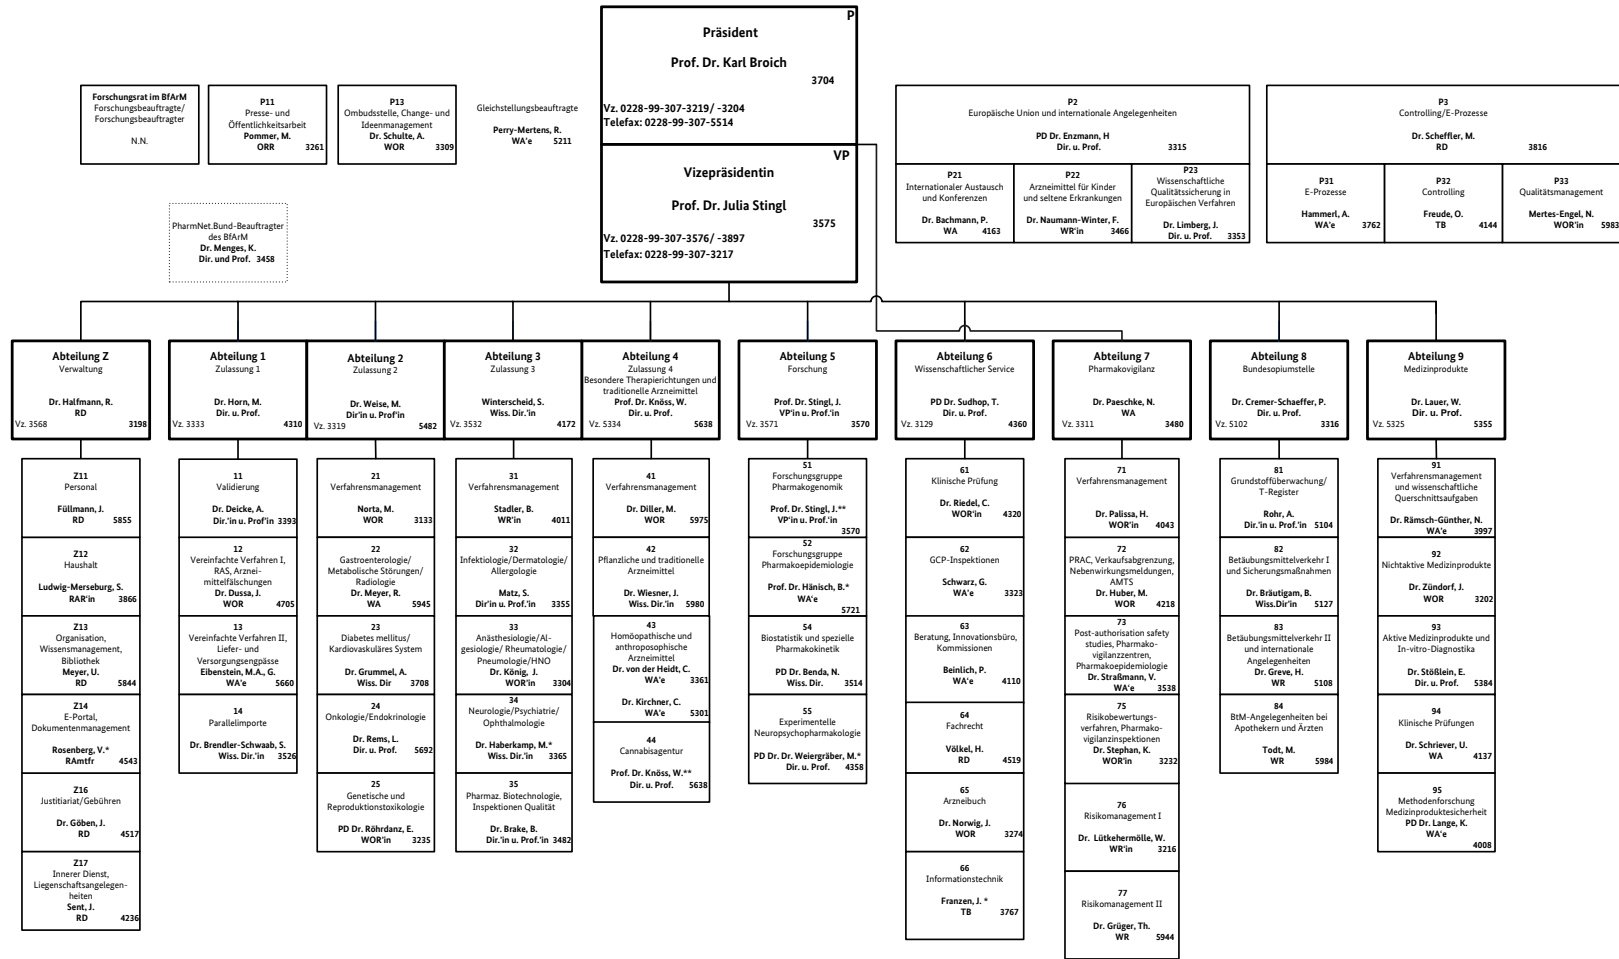 P
Präsident
Prof. Dr. Karl Broich
3704
Vz. 0228-99-307-3219/ -3204
Telefax: 0228-99-307-5514
VP
Vizepräsidentin
Prof. Dr. Julia Stingl
3575
Vz. 0228-99-307-3576/ -3897
Telefax: 0228-99-307-3217
Forschungsrat im BfArM
Forschungsbeauftragte/
Forschungsbeauftragter
N.N.
P11
Presse- und
Öffentlichkeitsarbeit
Pommer, M.
ORR 3261
P13
Ombudsstelle, Change- und
Ideenmanagement
Dr. Schulte, A.
WOR 3309
Gleichstellungsbeauftragte
Perry-Mertens, R.
WA'e 5211
PharmNet.Bund-Beauftragter
des BfArM
Dr. Menges, K.
Dir. und Prof. 3458
P2
Europäische Union und internationale Angelegenheiten
PD Dr. Enzmann, H
Dir. u. Prof. 3315
P21
Internationaler Austausch
und Konferenzen
Dr. Bachmann, P.
WA 4163
P22
Arzneimittel für Kinder
und seltene Erkrankungen
Dr. Naumann-Winter, F.
WR'in 3466
P23
Wissenschaftliche
Qualitätssicherung in
Europäischen Verfahren
Dr. Limberg, J.
Dir. u. Prof. 3353
P3
Controlling/E-Prozesse
Dr. Scheffler, M.
RD 3816
P31
E-Prozesse
Hammerl, A.
WA'e 3762
P32
Controlling
Freude, O.
TB 4144
P33
Qualitätsmanagement
Mertes-Engel, N.
WOR'in 5983
Abteilung Z
Verwaltung
Dr. Halfmann, R.
RD
Vz. 3568 3198
Z11
Personal
Füllmann, J.
RD 5855
Z12
Haushalt
Ludwig-Merseburg, S.
RAR'in 3866
Z13
Organisation,
Wissensmanagement,
Bibliothek
Meyer, U.
RD 5844
Z14
E-Portal,
Dokumentenmanagement
Rosenberg, V.*
RAmtfr 4543
Z16
Justitiariat/Gebühren
Dr. Göben, J.
RD 4517
Z17
Innerer Dienst,
Liegenschaftsangelegen-
heiten
Sent, J.
RD 4236
Abteilung 1
Zulassung 1
Dr. Horn, M.
Dir. u. Prof.
Vz. 3333 4310
11
Validierung
Dr. Deicke, A.
Dir.'in u. Prof'in 3393
12
Vereinfachte Verfahren I,
RAS, Arznei-
mittelfälschungen
Dr. Dussa, J.
WOR 4705
13
Vereinfachte Verfahren II,
Liefer- und
Versorgungsengpässe
Eibenstein, M.A., G.
WA'e 5660
14
Parallelimporte
Dr. Brendler-Schwaab, S.
Wiss. Dir.'in 3526
Abteilung 2
Zulassung 2
Dr. Weise, M.
Dir'in u. Prof'in
Vz. 3319 5482
21
Verfahrensmanagement
Norta, M.
WOR 3133
22
Gastroenterologie/
Metabolische Störungen/
Radiologie
Dr. Meyer, R.
WA 5945
23
Diabetes mellitus/
Kardiovaskuläres System
Dr. Grummel, A.
Wiss. Dir 3708
24
Onkologie/Endokrinologie
Dr. Rems, L.
Dir. u. Prof. 5692
25
Genetische und
Reproduktionstoxikologie
PD Dr. Röhrdanz, E.
WOR'in 3235
Abteilung 3
Zulassung 3
Winterscheid, S.
Wiss. Dir.'in
Vz. 3532 4172
31
Verfahrensmanagement
Stadler, B.
WR'in 4011
32
Infektiologie/Dermatologie/
Allergologie
Matz, S.
Dir'in u. Prof.'in 3355
33
Anästhesiologie/Al-
gesiologie/ Rheumatologie/
Pneumologie/HNO
Dr. König, J.
WOR'in 3304
34
Neurologie/Psychiatrie/
Ophthalmologie
Dr. Haberkamp, M.*
Wiss. Dir.'in 3365
35
Pharmaz. Biotechnologie,
Inspektionen Qualität
Dr. Brake, B.
Dir.'in u. Prof.'in 3482
Abteilung 4
Zulassung 4
Besondere Therapierichtungen und
traditionelle Arzneimittel
Prof. Dr. Knöss, W.
Dir. u. Prof.
Vz. 5334 5638
41
Verfahrensmanagement
Dr. Diller, M.
WOR 5975
42
Pflanzliche und traditionelle
Arzneimittel
Dr. Wiesner, J.
Wiss. Dir.'in 5980
43
Homöopathische und
anthroposophische
Arzneimittel
Dr. von der Heidt, C.
WA'e 3361
Dr. Kirchner, C.
WA'e 5301
44
Cannabisagentur
Prof. Dr. Knöss, W.**
Dir. u. Prof. 5638
Abteilung 5
Forschung
Prof. Dr. Stingl, J.
VP'in u. Prof.'in
Vz. 3571 3570
51
Forschungsgruppe
Pharmakogenomik
Prof. Dr. Stingl, J.**
VP'in u. Prof.'in
3570
52
Forschungsgruppe
Pharmakoepidemiologie
Prof. Dr. Hänisch, B.*
WA'e
5721
54
Biostatistik und spezielle
Pharmakokinetik
PD Dr. Benda, N.
Wiss. Dir. 3514
55
Experimentelle
Neuropsychopharmakologie
PD Dr. Dr. Weiergräber, M.*
Dir. u. Prof. 4358
Abteilung 6
Wissenschaftlicher Service
PD Dr. Sudhop, T.
Dir. u. Prof.
Vz. 3129 4360
61
Klinische Prüfung
Dr. Riedel, C.
WOR'in 4320
62
GCP-Inspektionen
Schwarz, G.
WA'e 3323
63
Beratung, Innovationsbüro,
Kommissionen
Beinlich, P.
WA'e 4110
64
Fachrecht
Völkel, H.
RD 4519
65
Arzneibuch
Dr. Norwig, J.
WOR 3274
66
Informationstechnik
Franzen, J. *
TB 3767
Abteilung 7
Pharmakovigilanz
Dr. Paeschke, N.
WA
Vz. 3311 3480
71
Verfahrensmanagement
Dr. Palissa, H.
WOR'in 4043
72
PRAC, Verkaufsabgrenzung,
Nebenwirkungsmeldungen,
AMTS
Dr. Huber, M.
WOR 4218
73
Post-authorisation safety
studies, Pharmako-
vigilanzzentren,
Pharmakoepidemiologie
Dr. Straßmann, V.
WA'e 3538
75
Risikobewertungs-
verfahren, Pharmako-
vigilanzinspektionen
Dr. Stephan, K.
WOR'in 3232
76
Risikomanagement I
Dr. Lütkehermölle, W.
WR'in 3216
77
Risikomanagement II
Dr. Grüger, Th.
WR 5944
Abteilung 8
Bundesopiumstelle
Dr. Cremer-Schaeffer, P.
Dir. u. Prof.
Vz. 5102 3316
81
Grundstoffüberwachung/
T-Register
Rohr, A.
Dir.'in u. Prof.'in 5104
82
Betäubungsmittelverkehr I
und Sicherungsmaßnahmen
Dr. Bräutigam, B.
Wiss.Dir'in 5127
83
Betäubungsmittelverkehr II
und internationale
Angelegenheiten
Dr. Greve, H.
WR 5108
84
BtM-Angelegenheiten bei
Apothekern und Ärzten
Todt, M.
WR 5984
Abteilung 9
Medizinprodukte
Dr. Lauer, W.
Dir. u. Prof.
Vz. 5325 5355
91
Verfahrensmanagement
und wissenschaftliche
Querschnittsaufgaben
Dr. Rämsch-Günther, N.
WA'e 3997
92
Nichtaktive Medizinprodukte
Dr. Zündorf, J.
WOR 3202
93
Aktive Medizinprodukte und
In-vitro-Diagnostika
Dr. Stößlein, E.
Dir. u. Prof. 5384
94
Klinische Prüfungen
Dr. Schriever, U.
WA 4137
95
Methodenforschung
Medizinproduktesicherheit
PD Dr. Lange, K.
WA'e
4008